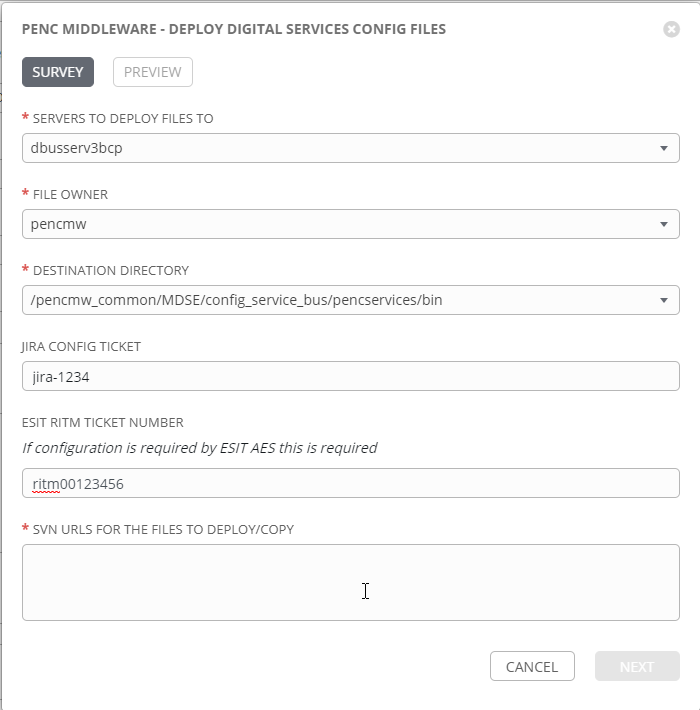 PENC MIDDLEWARE - DEPLOY DIGITAL SERVICES CONFIG FILES
SURVEY PREVIEW
* SERVERS TO DEPLOY FILES TO
dbusserv3bcp
* FILE OWNER
pencmw
* DESTINATION DIRECTORY
/pencmw_common/MDSE/config_service_bus/pencservices/bin
JIRA CONFIG TICKET
jira-1234
ESIT RITM TICKET NUMBER
If configuration is required by ESIT AES this is required
ritm00123456
* SVN URLS FOR THE FILES TO DEPLOY/COPY
CANCEL NEXT